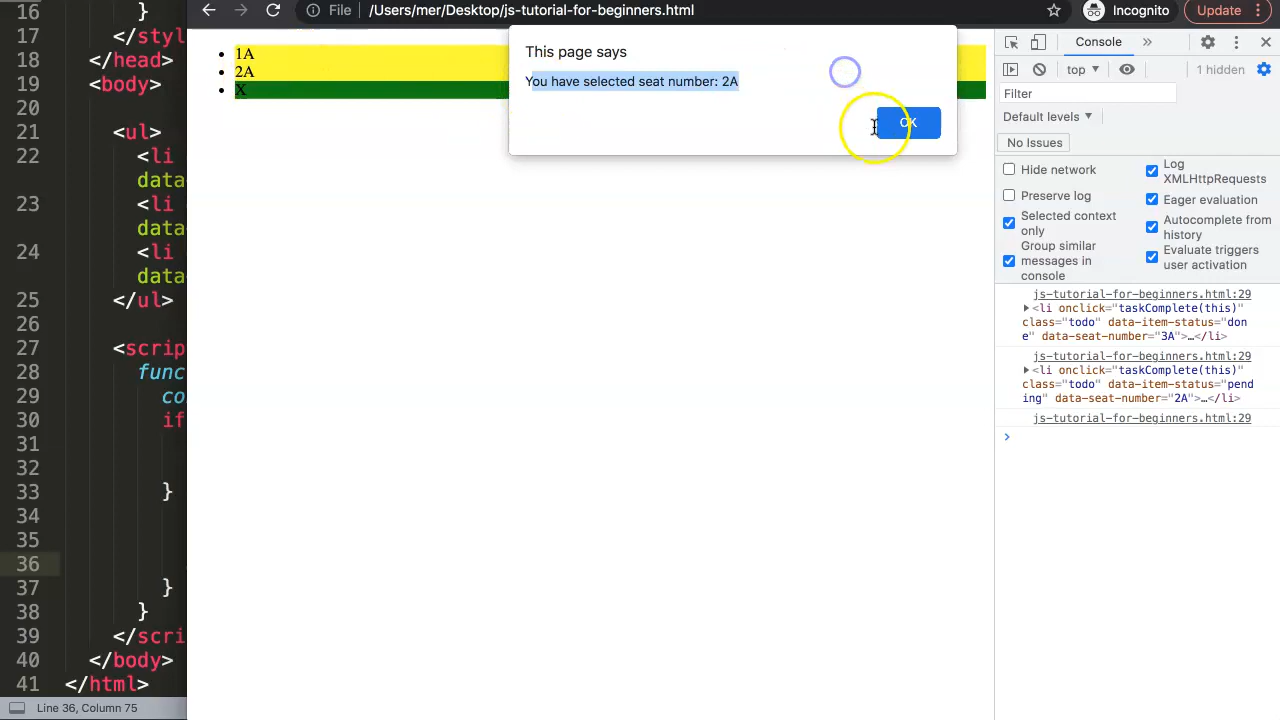 16 }
17 </styl
18 </head>
19 <body>
20
21 <ul>
22 <li
data
23 <li
data
24 <li
data
25 </ul>
26
27 <scrip
28 func
29 co
30 if
31
32
33 }
34
35
36
37 }
38 }
39 </scri
40 </body>
41 </html>
Line 36, Column 75
File /Users/mer/Desktop/js-tutorial-for-beginners.html
Incognito
Update
1A
2A
X
This page says
You have selected seat number: 2A
OK
Console »
top
1 hidden
Filter
Default levels
No Issues
Hide network
Log XMLHttpRequests
Preserve log
Eager evaluation
Selected context only
Autocomplete from history
Group similar messages in console
Evaluate triggers user activation
js-tutorial-for-beginners.html:29
<li onclick="taskComplete(this)"
class="todo" data-item-status="don
e" data-seat-number="3A">…</li>
js-tutorial-for-beginners.html:29
<li onclick="taskComplete(this)"
class="todo" data-item-status="pend
ing" data-seat-number="2A">…</li>
js-tutorial-for-beginners.html:29